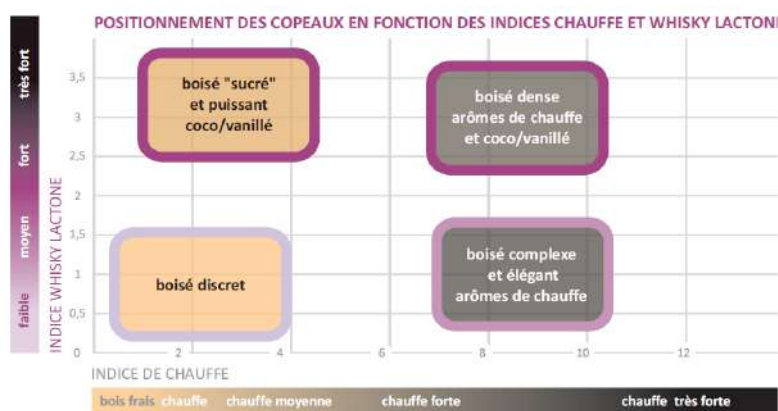 POSITIONNEMENT DES COPEAUX EN FONCTION DES INDICES CHAUFFE ET WHISKY LACTONE
très fort
fort
moyen
faible
INDICE WHISKY LACTONE
3,5
3
2,5
2
1,5
1
0,5
0
boisé "sucré"
et puissant
coco/vanillé
boisé dense
arômes de chauffe
et coco/vanillé
boisé discret
boisé complexe
et élégant
arômes de chauffe
2
4
6
8
10
12
INDICE DE CHAUFFE
bois frais chauffe chauffe moyenne chauffe forte chauffe très forte